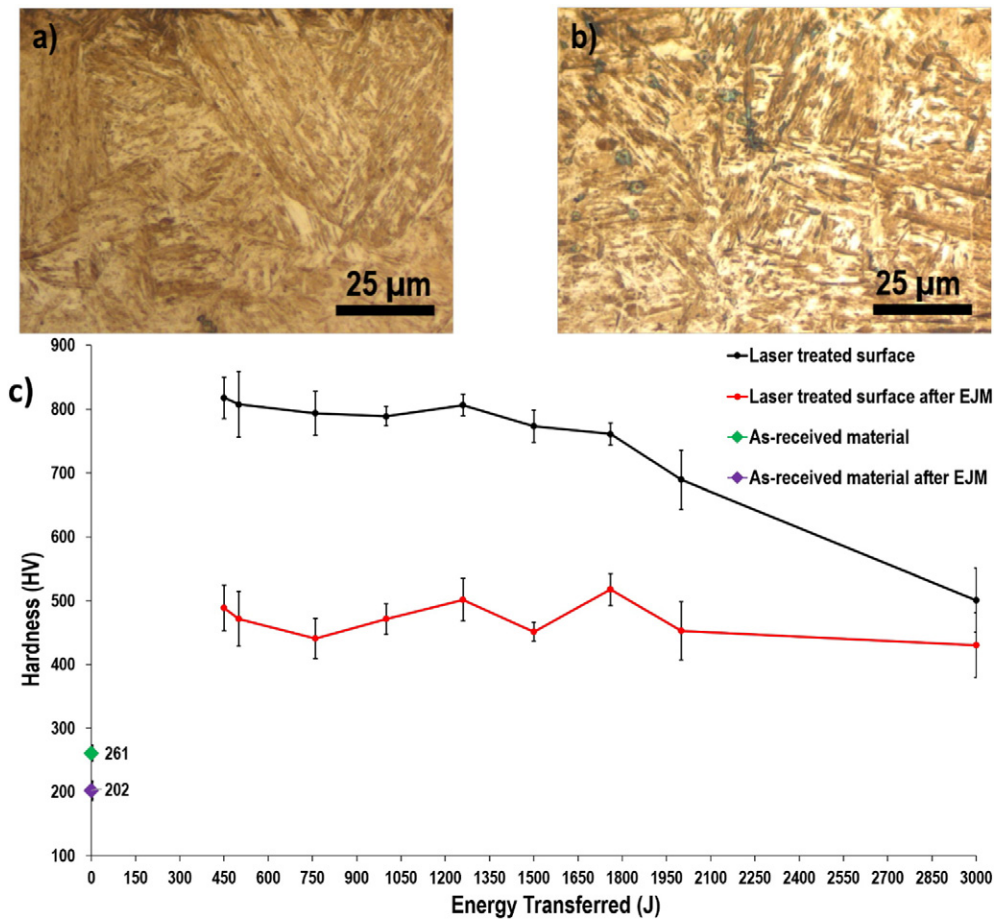 a)
b)
25 µm
25 µm
c)
Hardness (HV)
900
800
700
600
500
400
300
200
100
Laser treated surface
Laser treated surface after EJM
As-received material
As-received material after EJM
261
202
0 150 300 450 600 750 900 1050 1200 1350 1500 1650 1800 1950 2100 2250 2400 2550 2700 2850 3000
Energy Transferred (J)